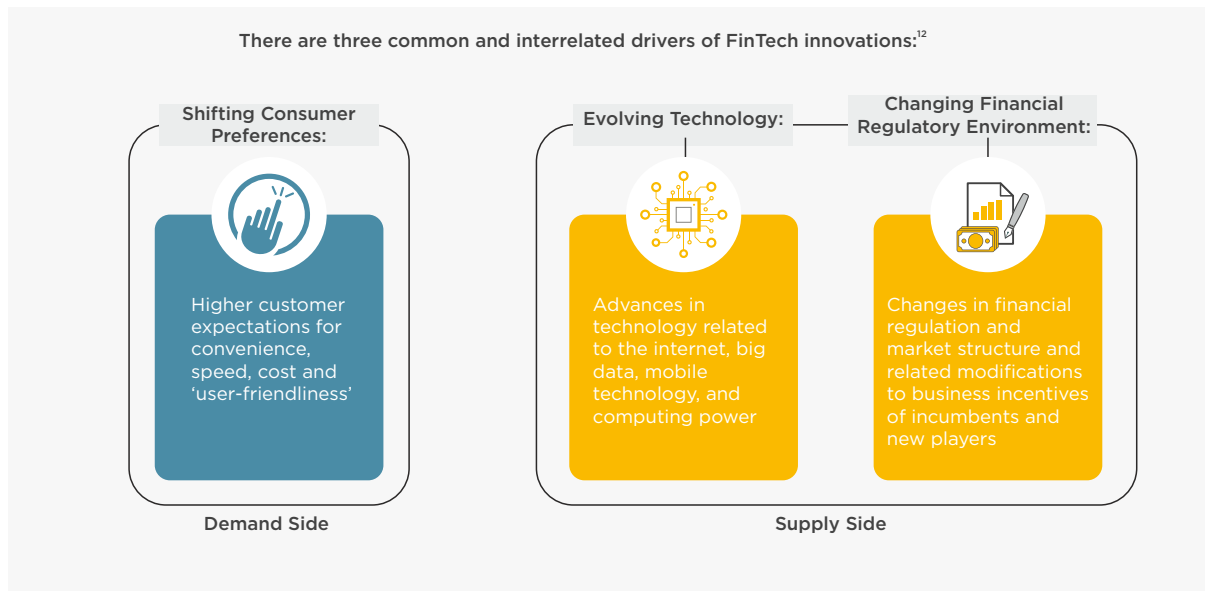 There are three common and interrelated drivers of FinTech innovations:12
Shifting Consumer
Preferences:
Higher customer
expectations for
convenience,
speed, cost and
‘user-friendliness’
Demand Side
Evolving Technology:
Advances in
technology related
to the internet, big
data, mobile
technology, and
computing power
Changing Financial
Regulatory Environment:
Changes in financial
regulation and
market structure and
related modifications
to business incentives
of incumbents and
new players
Supply Side